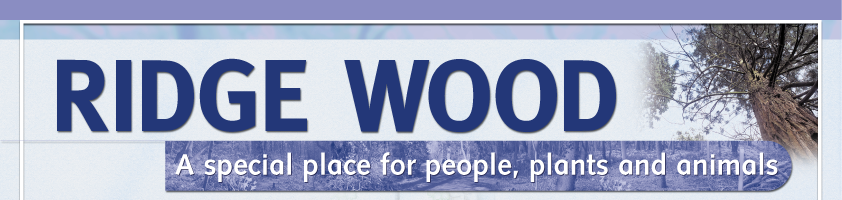 RIDGE WOOD
A special place for people, plants and animals